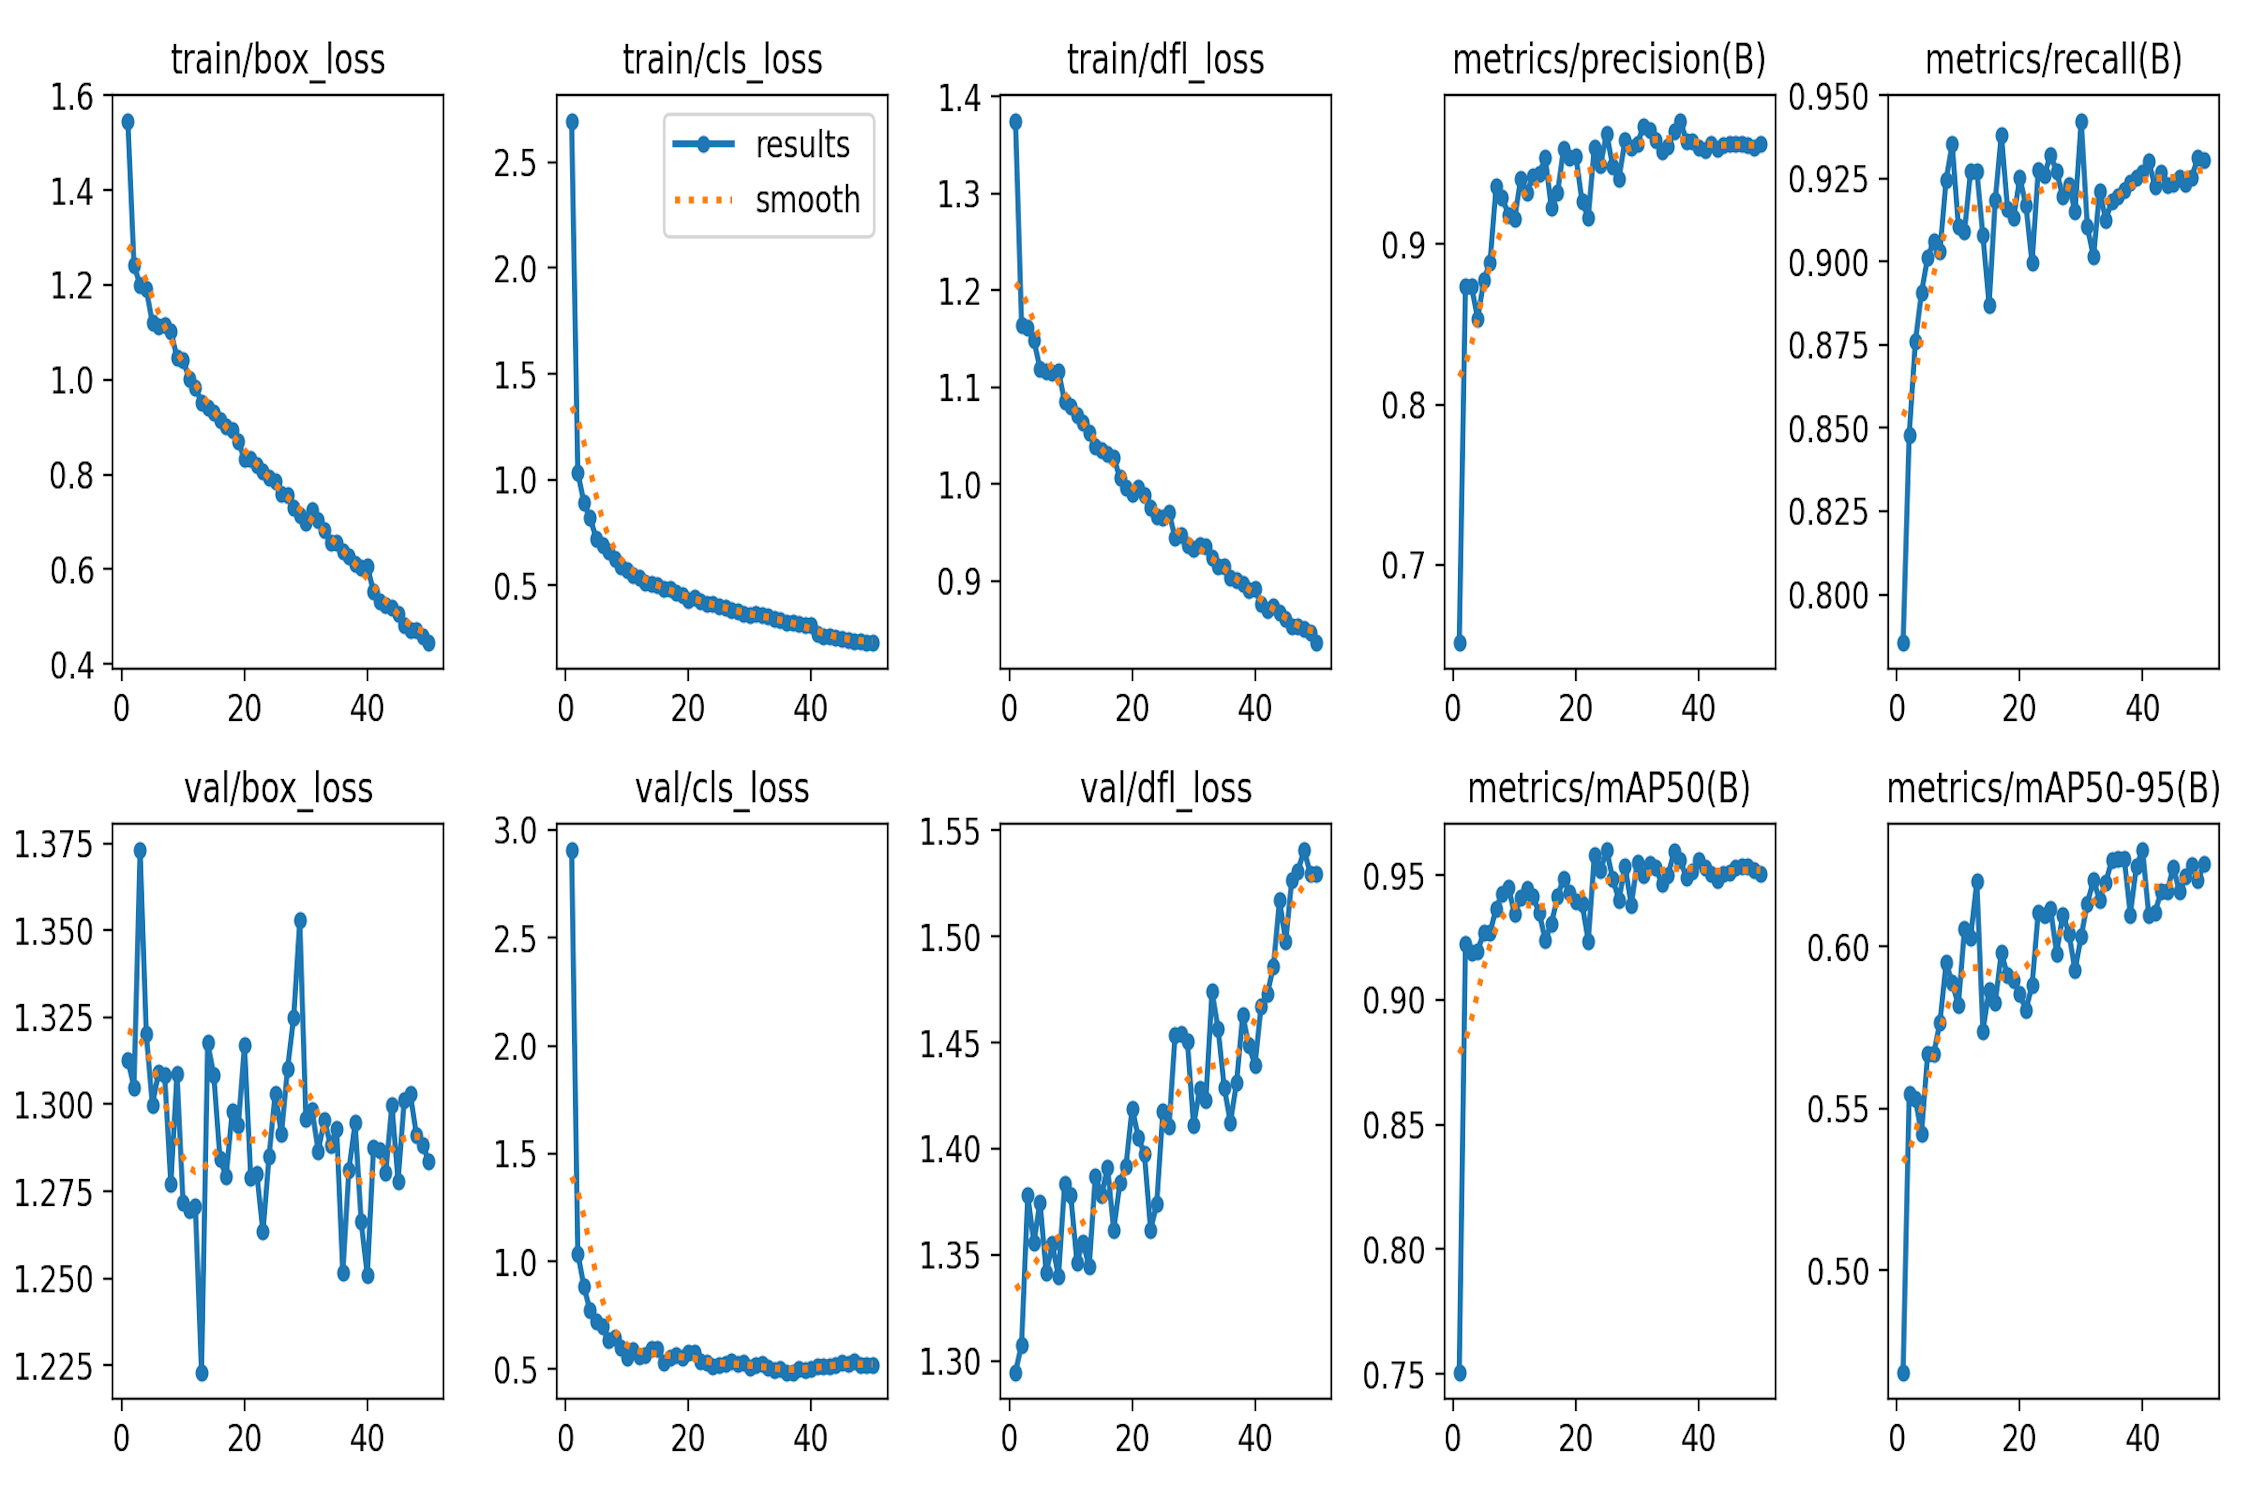 train/box_loss
1.6
1.4
1.2
1.0
0.8
0.6
0.4
0 20 40
train/cls_loss
results
smooth
2.5
2.0
1.5
1.0
0.5
0 20 40
train/dfl_loss
1.4
1.3
1.2
1.1
1.0
0.9
0 20 40
metrics/precision(B)
0.9
0.8
0.7
0 20 40
metrics/recall(B)
0.950
0.925
0.900
0.875
0.850
0.825
0.800
0 20 40
val/box_loss
1.375
1.350
1.325
1.300
1.275
1.250
1.225
0 20 40
val/cls_loss
3.0
2.5
2.0
1.5
1.0
0.5
0 20 40
val/dfl_loss
1.55
1.50
1.45
1.40
1.35
1.30
0 20 40
metrics/mAP50(B)
0.95
0.90
0.85
0.80
0.75
0 20 40
metrics/mAP50-95(B)
0.60
0.55
0.50
0 20 40